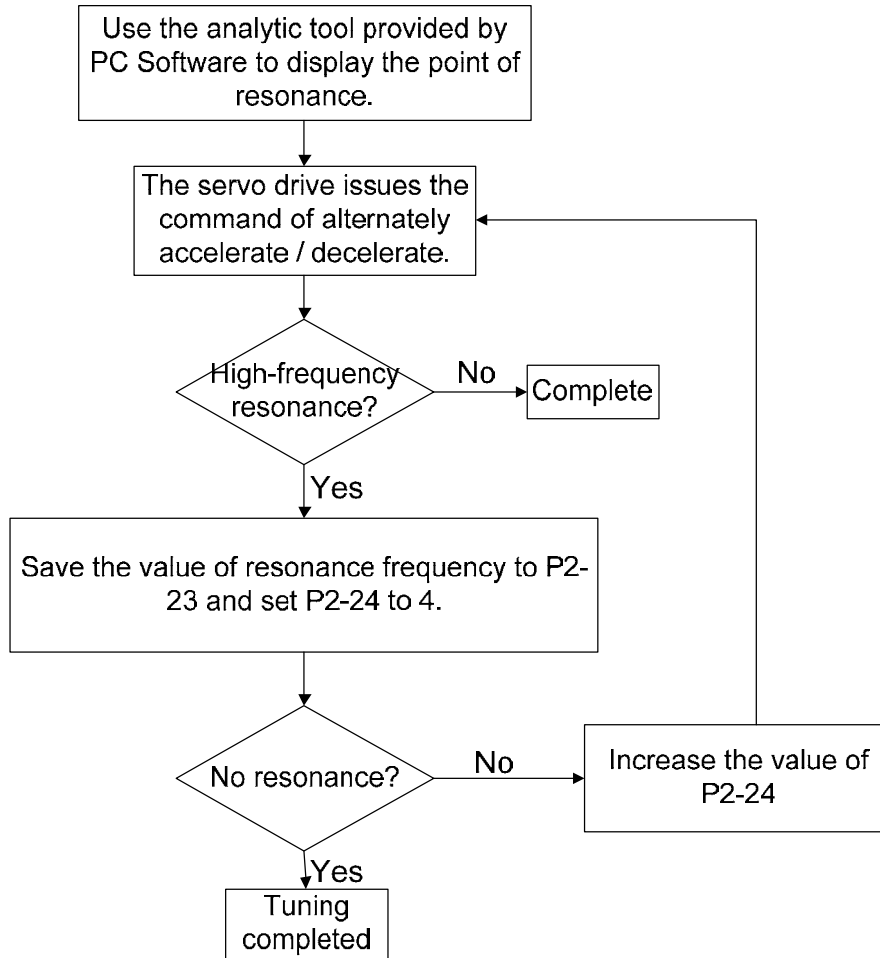 Use the analytic tool provided by
PC Software to display the point of
resonance.
The servo drive issues the
command of alternately
accelerate / decelerate.
High-frequency
resonance?
No
Complete
Yes
Save the value of resonance frequency to P2-
23 and set P2-24 to 4.
No resonance?
No
Increase the value of
P2-24
Yes
Tuning
completed